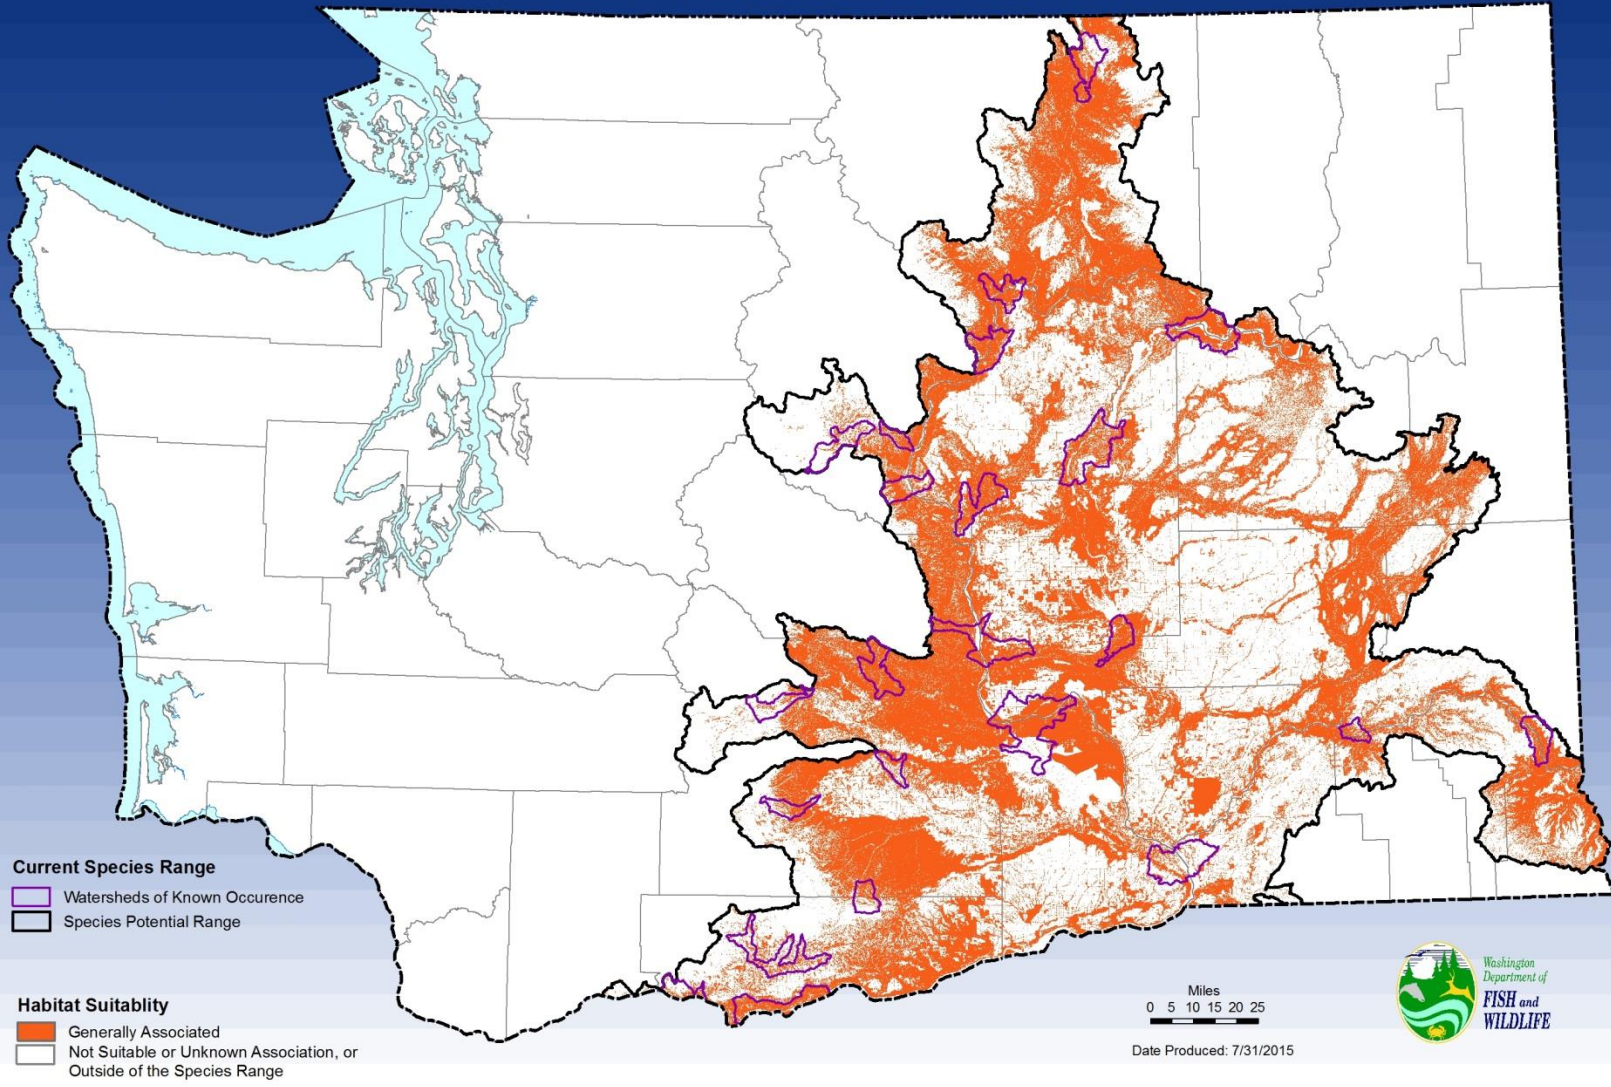 Current Species Range
Watersheds of Known Occurence
Species Potential Range
Habitat Suitablity
Generally Associated
Not Suitable or Unknown Association, or
Outside of the Species Range
Miles
0 5 10 15 20 25
Date Produced: 7/31/2015
Washington
Department of
FISH and
WILDLIFE